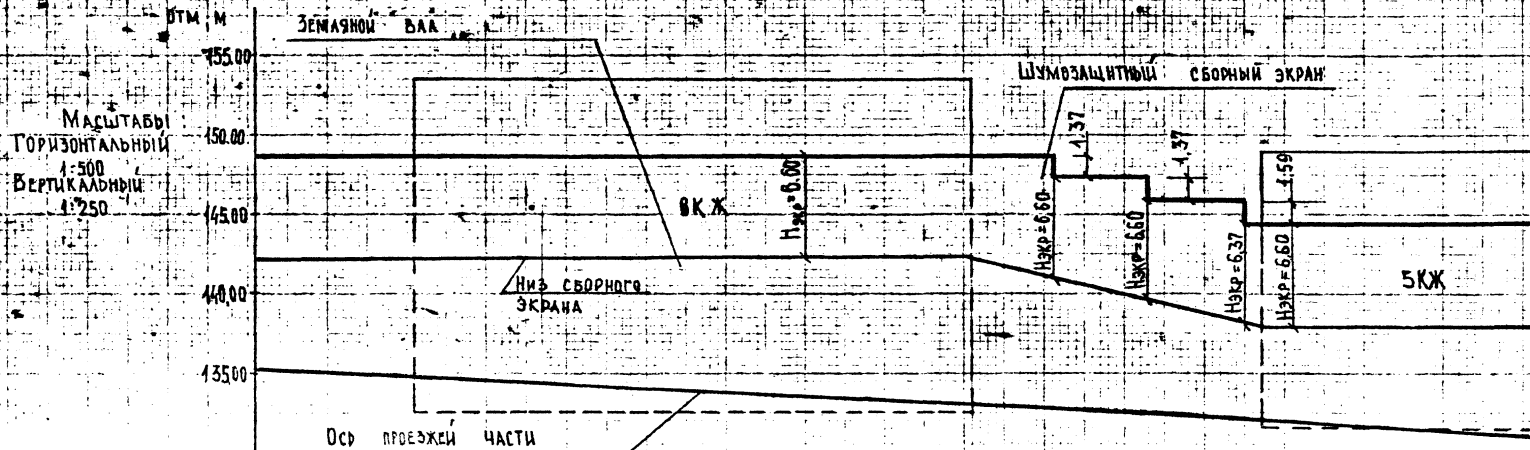 ОТМ, М
ЗЕМЛЯНОЙ ВАЛ
155.00
ШУМОЗАЩИТНЫЙ СБОРНЫЙ ЭКРАН
МАСШТАБЫ
ГОРИЗОНТАЛЬНЫЙ
1:500
ВЕРТИКАЛЬНЫЙ
1:250
150.00
1,37
1,37
1,59
145.00
8КЖ
Нэкр=6,60
Нэкр=6,60
Нэкр=6,60
Нэкр=6,37
Нэкр=6,60
5КЖ
140.00
НИЗ СБОРНОГО
ЭКРАНА
135.00
ОСЬ ПРОЕЗЖЕЙ ЧАСТИ